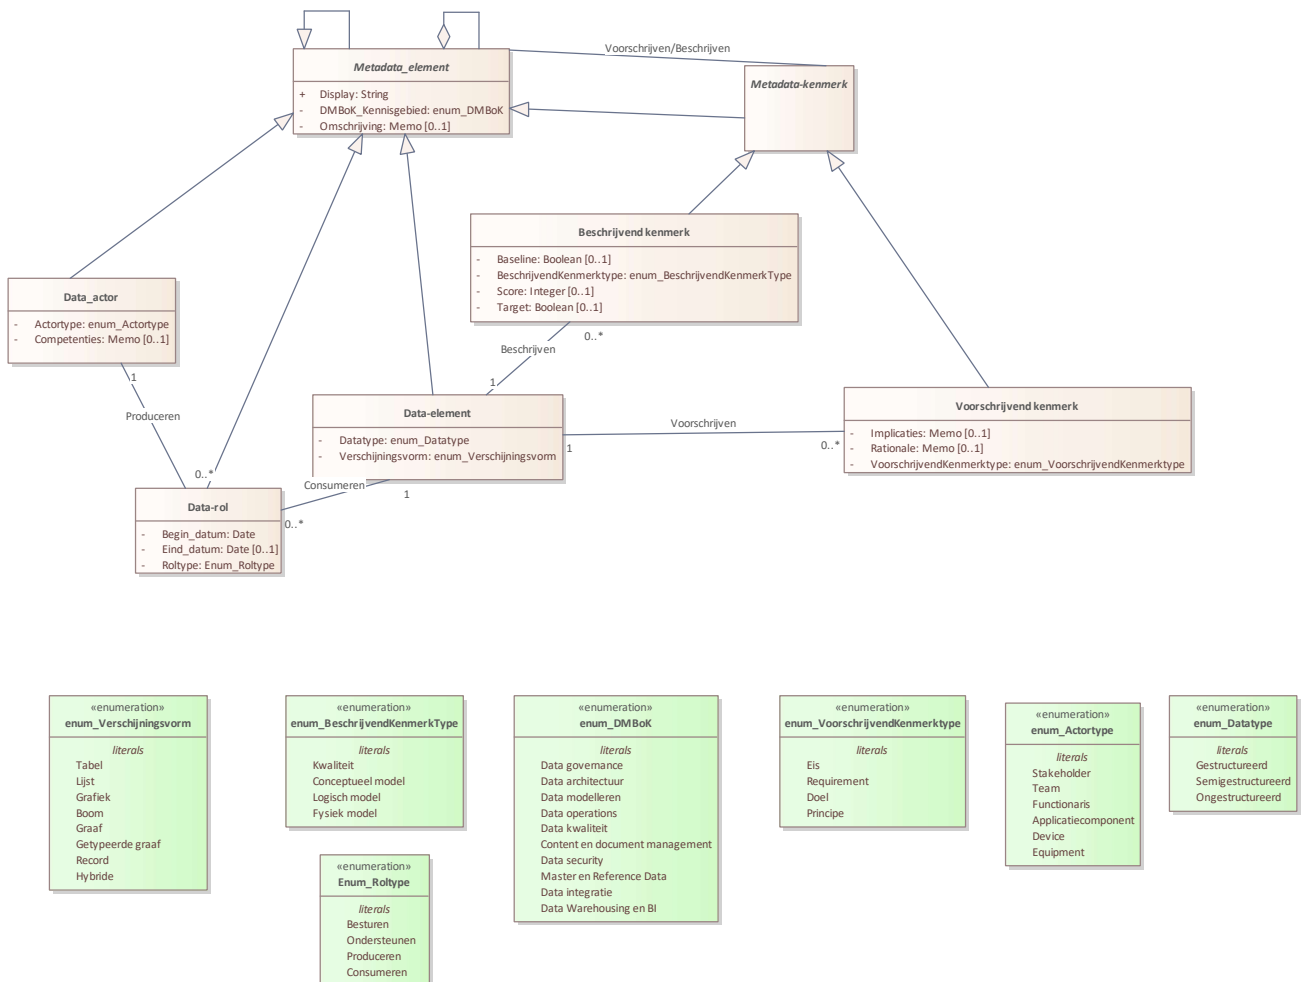 Voorschrijven/Beschrijven
Metadata_element
+ Display: String
- DMBoK_Kennisgebied: enum_DMBoK
- Omschrijving: Memo [0..1]
Metadata-kenmerk
Beschrijvend kenmerk
- Baseline: Boolean [0..1]
- BeschrijvendKenmerktype: enum_BeschrijvendKenmerkType
- Score: Integer [0..1]
- Target: Boolean [0..1]
Data_actor
- Actortype: enum_Actortype
- Competenties: Memo [0..1]
0..*
Beschrijven
1
1
Produceren
Data-element
- Datatype: enum_Datatype
- Verschijningsvorm: enum_Verschijningsvorm
Voorschrijven
1
0..*
Voorschrijvend kenmerk
- Implicaties: Memo [0..1]
- Rationale: Memo [0..1]
- VoorschrijvendKenmerktype: enum_VoorschrijvendKenmerktype
0..*
Consumeren
1
0..*
Data-rol
- Begin_datum: Date
- Eind_datum: Date [0..1]
- Roltype: Enum_Roltype
«enumeration»
enum_Verschijningsvorm
literals
Tabel
Lijst
Grafiek
Boom
Graaf
Getypeerde graaf
Record
Hybride
«enumeration»
enum_BeschrijvendKenmerkType
literals
Kwaliteit
Conceptueel model
Logisch model
Fysiek model
«enumeration»
Enum_Roltype
literals
Besturen
Ondersteunen
Produceren
Consumeren
«enumeration»
enum_DMBoK
literals
Data governance
Data architectuur
Data modelleren
Data operations
Data kwaliteit
Content en document management
Data security
Master en Reference Data
Data integratie
Data Warehousing en BI
«enumeration»
enum_VoorschrijvendKenmerktype
literals
Eis
Requirement
Doel
Principe
«enumeration»
enum_Actortype
literals
Stakeholder
Team
Functionaris
Applicatiecomponent
Device
Equipment
«enumeration»
enum_Datatype
literals
Gestructureerd
Semigestructureerd
Ongestructureerd